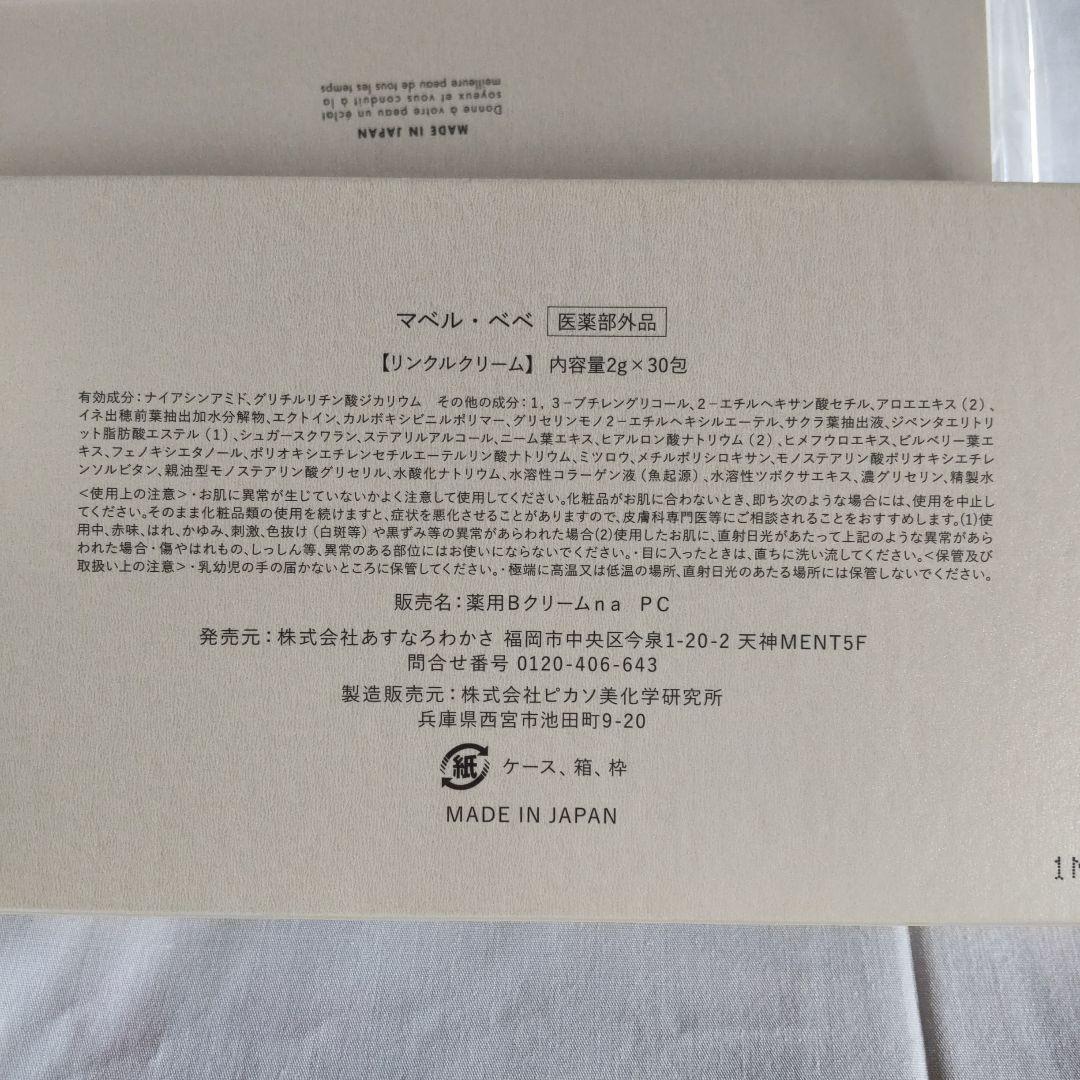 MADE IN JAPAN
Donne à votre peau un éclat
soyeux et vous conduit à la
meilleure peau de tous les temps
マベル・ベベ 医薬部外品
【リンクルクリーム】 内容量2g×30包
有効成分：ナイアシンアミド、グリチルリチン酸ジカリウム　その他の成分：1，3－ブチレングリコール、2－エチルヘキサン酸セチル、アロエエキス（2）、
イネ出穂前葉抽出加水分解物、エクトイン、カルボキシビニルポリマー、グリセリンモノ2－エチルヘキシルエーテル、サクラ葉抽出液、ジペンタエリトリ
ット脂肪酸エステル（1）、シュガースクワラン、ステアリルアルコール、ニーム葉エキス、ヒアルロン酸ナトリウム（2）、ヒメフウロエキス、ビルベリー葉エ
キス、フェノキシエタノール、ポリオキシエチレンセチルエーテルリン酸ナトリウム、ミツロウ、メチルポリシロキサン、モノステアリン酸ポリオキシエチレ
ンソルビタン、親油型モノステアリン酸グリセリル、水酸化ナトリウム、水溶性コラーゲン液（魚起源）、水溶性ツボクサエキス、濃グリセリン、精製水
＜使用上の注意＞・お肌に異常が生じていないかよく注意して使用してください。化粧品がお肌に合わないとき、即ち次のような場合には、使用を中止し
てください。そのまま化粧品類の使用を続けますと、症状を悪化させることがありますので、皮膚科専門医等にご相談されることをおすすめします。(1)使
用中、赤味、はれ、かゆみ、刺激、色抜け（白斑等）や黒ずみ等の異常があらわれた場合(2)使用したお肌に、直射日光があたって上記のような異常があら
われた場合・傷やはれもの、しっしん等、異常のある部位にはお使いにならないでください。・目に入ったときは、直ちに洗い流してください。＜保管及び
取扱い上の注意＞・乳幼児の手の届かないところに保管してください。・極端に高温又は低温の場所、直射日光のあたる場所には保管しないでください。
販売名：薬用Bクリームna　PC
発売元：株式会社あすなろわかさ 福岡市中央区今泉1-20-2 天神MENT5F
問合せ番号 0120-406-643
製造販売元：株式会社ピカソ美化学研究所
兵庫県西宮市池田町9-20
紙 ケース、箱、枠
MADE IN JAPAN